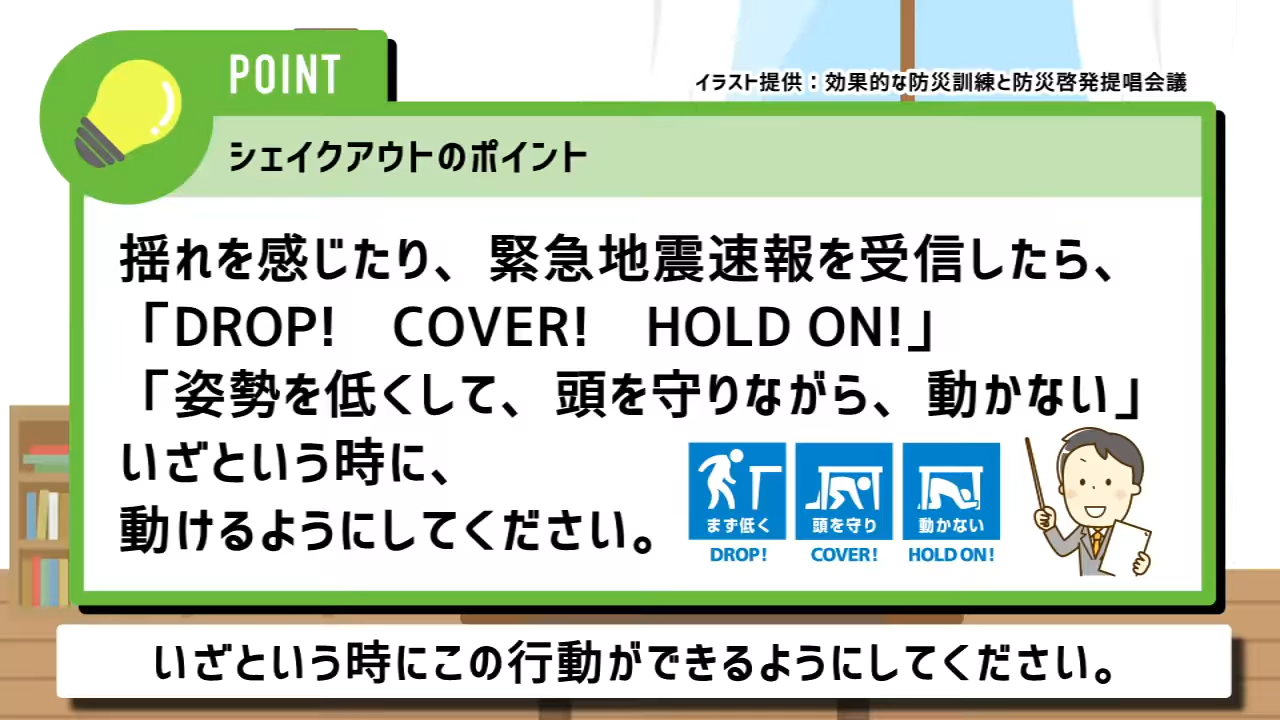 POINT
イラスト提供：効果的な防災訓練と防災啓発提唱会議
シェイクアウトのポイント
揺れを感じたり、緊急地震速報を受信したら、
「DROP!　COVER!　HOLD ON!」
「姿勢を低くして、頭を守りながら、動かない」
いざという時に、
動けるようにしてください。
まず低く
頭を守り
動かない
DROP!
COVER!
HOLD ON!
いざという時にこの行動ができるようにしてください。